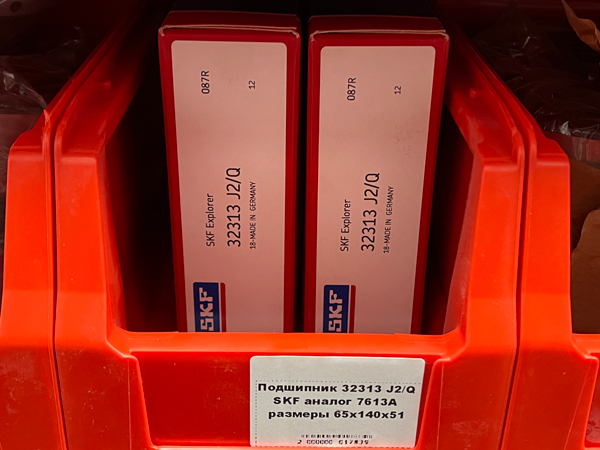 087R
12
SKF Explorer
32313 J2/Q
18-MADE IN GERMANY
SKF
087R
12
SKF Explorer
32313 J2/Q
18-MADE IN GERMANY
SKF
Подшипник 32313 J2/Q
SKF аналог 7613А
размеры 65х140х51